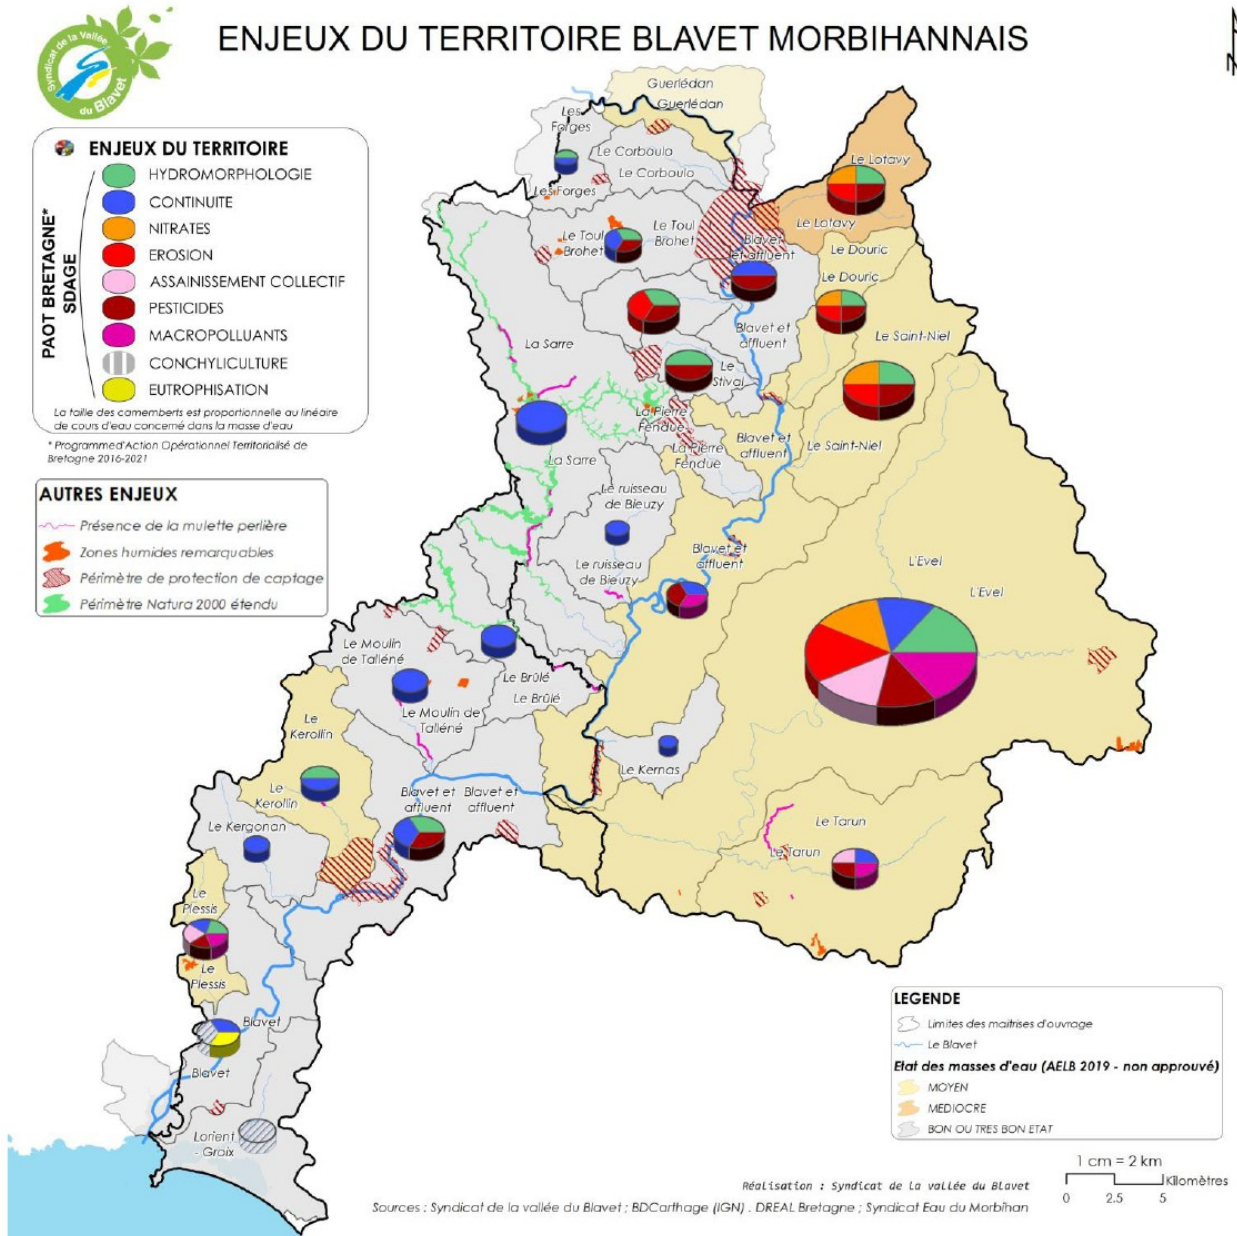 ENJEUX DU TERRITOIRE BLAVET MORBIHANNAIS
Syndicat de la Vallée
du Blavet
N
ENJEUX DU TERRITOIRE
PAOT BRETAGNE*
SDAGE
HYDROMORPHOLOGIE
CONTINUITE
NITRATES
EROSION
ASSAINISSEMENT COLLECTIF
PESTICIDES
MACROPOLLUANTS
CONCHYLICULTURE
EUTROPHISATION
La taille des camemberts est proportionnelle au linéaire
de cours d'eau concerné dans la masse d'eau
* Programmed'Action Opérationnel Territorialisé de
Bretagne 2016-2021
AUTRES ENJEUX
Présence de la mulette perlière
Zones humides remarquables
Périmètre de protection de captage
Périmètre Natura 2000 étendu
Guerlédan
Guerlédan
Les
Forges
Le Corboulo
Le Corboulo
Les Forges
Le Lotavy
Le Lotavy
Le Toul
Brohet
Le Toul
Brohet
Blavet
et affluent
Le Douric
Le Douric
Blavet et
affluent
Le Saint-Niel
La Sarre
Le
Stival
La Pierre
Fendue
La Pierre
Fendue
Blavet et
affluent
Le Saint-Niel
La Sarre
Le ruisseau
de Bieuzy
Le ruisseau
de Bieuzy
Blavet et
affluent
L'Evel
L'Evel
Le Moulin
de Talléné
Le Brûlé
Le Brûlé
Le Moulin de
Talléné
Le
Kerollin
Le
Kerollin
Le Kernas
Blavet et
affluent
Blavet et
affluent
Le Kergonan
Le Tarun
Le Tarun
Le
Plessis
Le
Plessis
Blavet
Blavet
Lorient
- Groix
LEGENDE
Limites des maitrises d'ouvrage
Le Blavet
Etat des masses d'eau (AELB 2019 - non approuvé)
MOYEN
MEDIOCRE
BON OU TRES BON ETAT
1 cm = 2 km
Kilomètres
0 2.5 5
Réalisation : Syndicat de la vallée du Blavet
Sources : Syndicat de la vallée du Blavet ; BDCarthage (IGN) . DREAL Bretagne ; Syndicat Eau du Morbihan